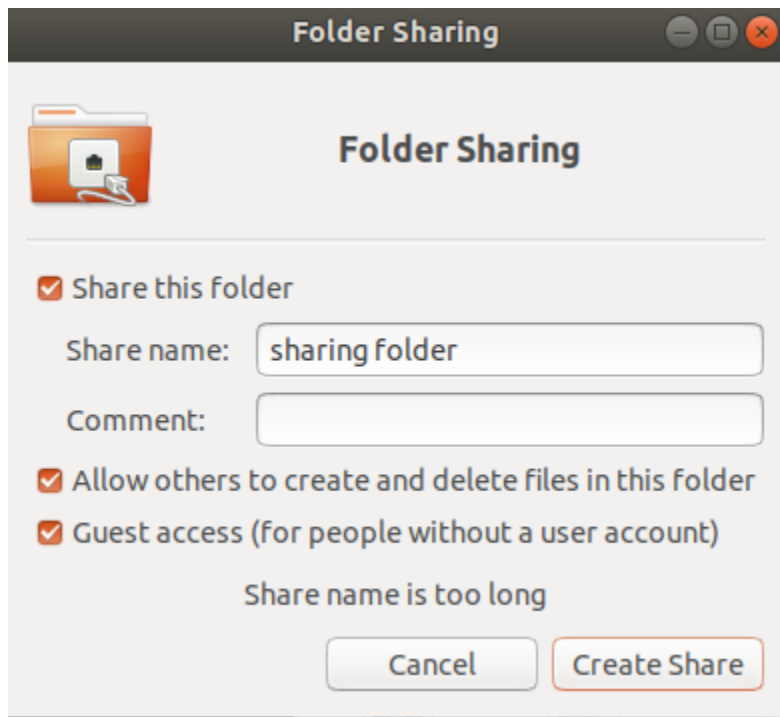 Folder Sharing
Folder Sharing
Share this folder
Share name: sharing folder
Comment:
Allow others to create and delete files in this folder
Guest access (for people without a user account)
Share name is too long
Cancel Create Share